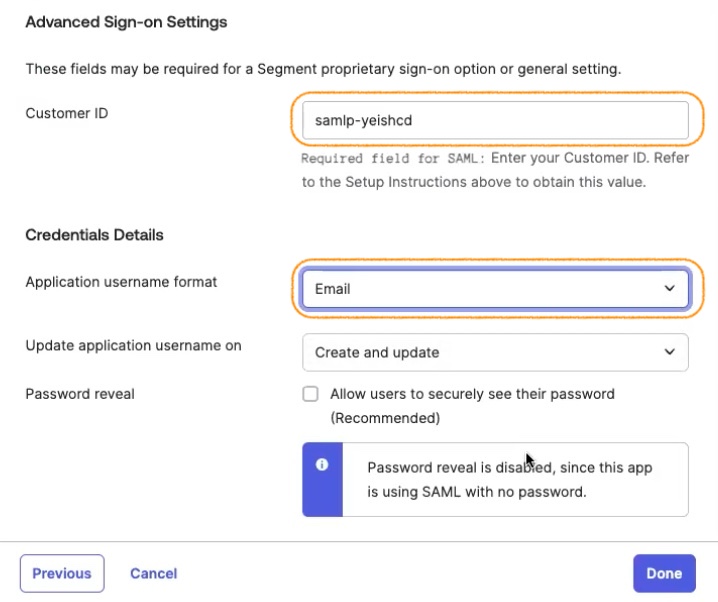 Advanced Sign-on Settings
These fields may be required for a Segment proprietary sign-on option or general setting.
Customer ID
samlp-yeishcd
Required field for SAML: Enter your Customer ID. Refer
to the Setup Instructions above to obtain this value.
Credentials Details
Application username format
Email
Update application username on
Create and update
Password reveal
Allow users to securely see their password
(Recommended)
Password reveal is disabled, since this app
is using SAML with no password.
Previous
Cancel
Done